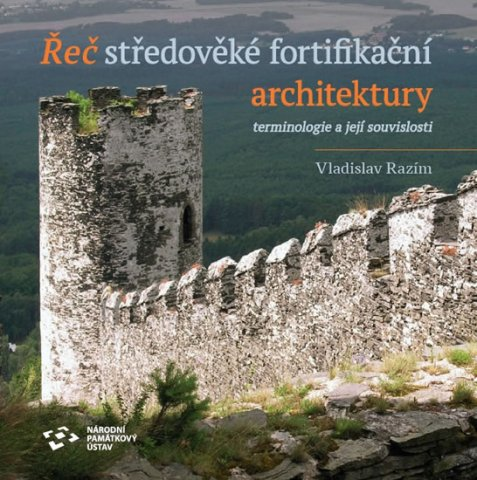 Řeč středověké fortifikační
architektury
terminologie a její souvislosti
Vladislav Razím
NÁRODNÍ
PAMÁTKOVÝ
ÚSTAV